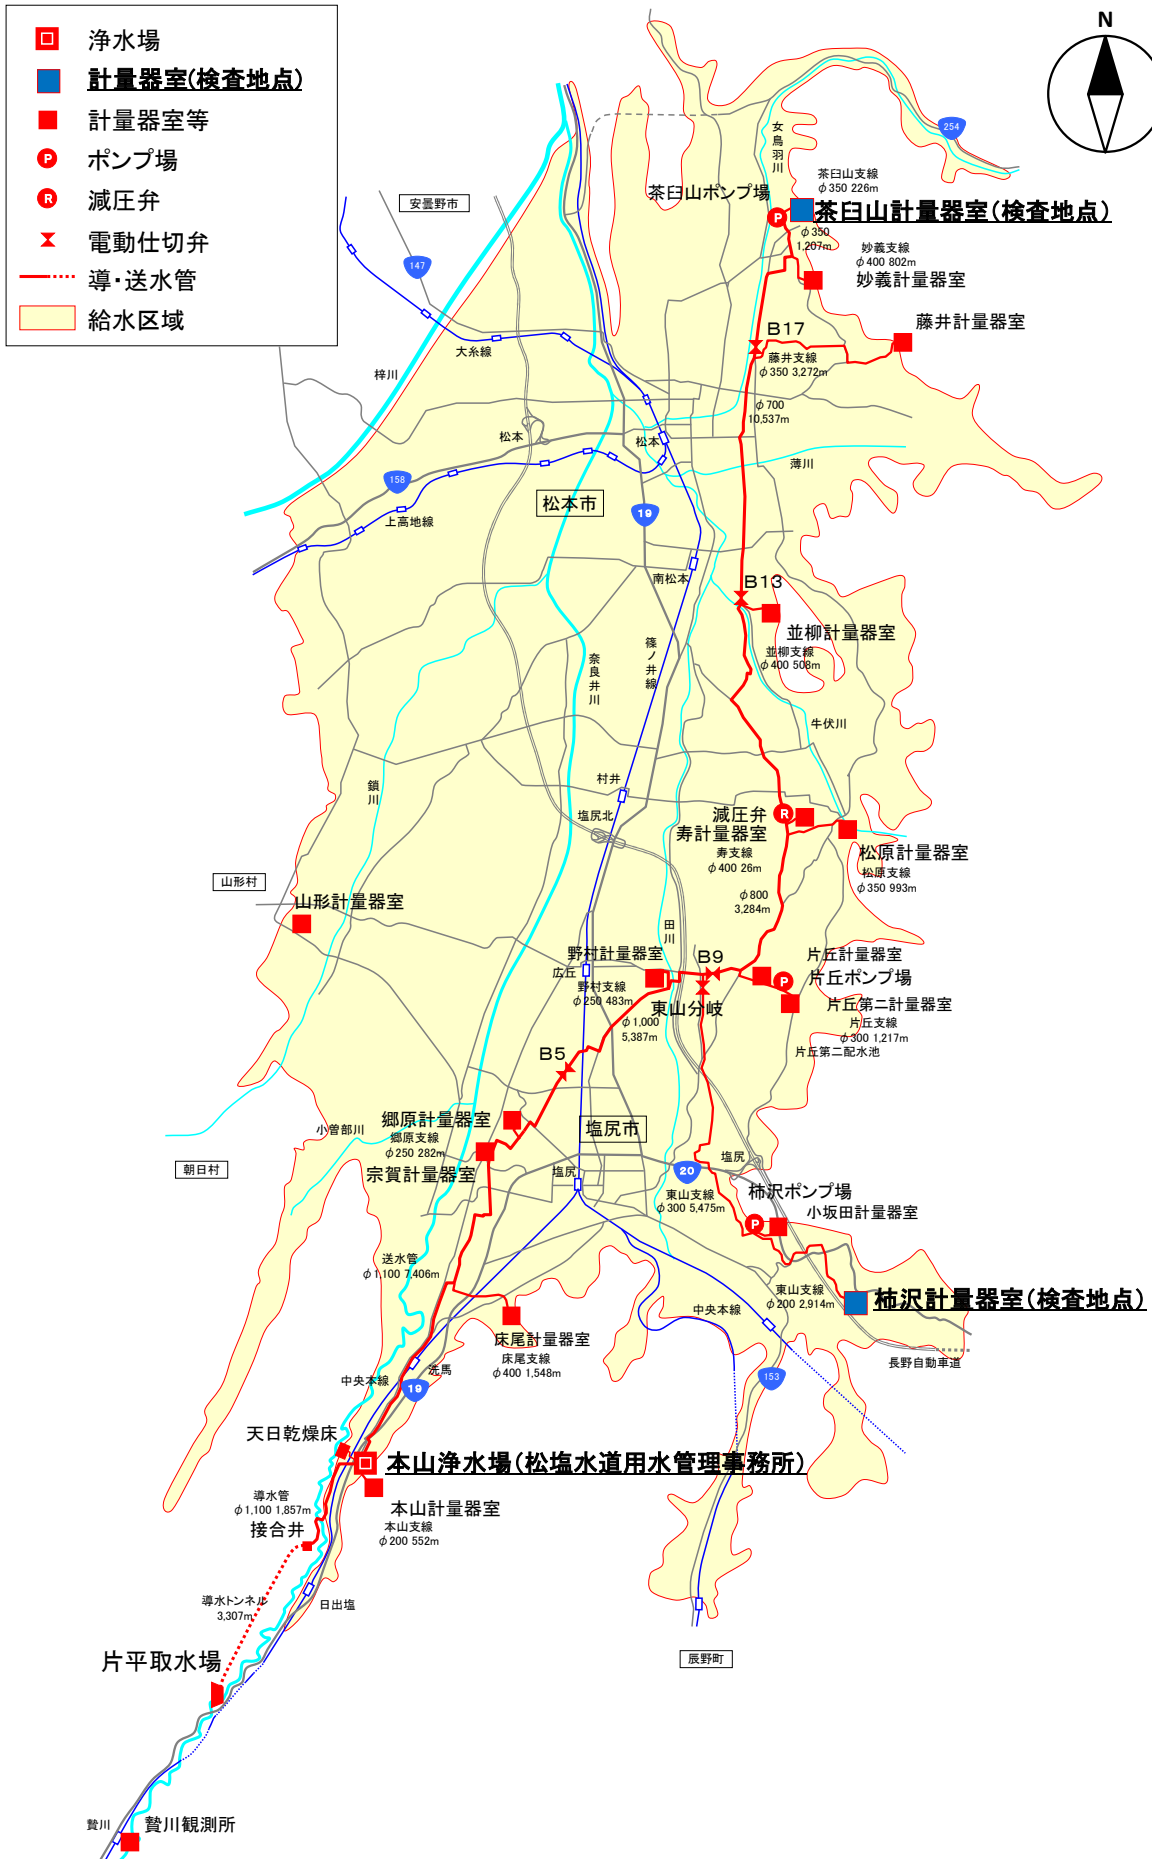 浄水場
計量器室(検査地点)
計量器室等
P
ポンプ場
R
減圧弁
電動仕切弁
導・送水管
給水区域
N
254
女鳥羽川
茶臼山支線
φ350 226m
茶臼山ポンプ場
P
茶臼山計量器室(検査地点)
φ350
1,207m
妙義支線
φ400 802m
妙義計量器室
安曇野市
147
藤井計量器室
B17
大糸線
藤井支線
φ350 3,272m
梓川
φ700
10,537m
松本
松本
薄川
158
松本市
19
上高地線
南松本
B13
並柳計量器室
並柳支線
φ400 508m
篠ノ井線
奈良井川
牛伏川
鎖川
村井
塩尻北
減圧弁
R
寿計量器室
寿支線
φ400 26m
松原計量器室
松原支線
φ350 993m
山形村
山形計量器室
φ800
3,284m
田川
野村計量器室
広丘
野村支線
φ250 483m
B9
東山分岐
片丘計量器室
片丘ポンプ場
P
片丘第二計量器室
片丘支線
φ300 1,217m
片丘第二配水池
φ1,000
5,387m
B5
小曽部川
郷原計量器室
郷原支線
φ250 282m
宗賀計量器室
塩尻市
朝日村
塩尻
塩尻
20
東山支線
φ300 5,475m
柿沢ポンプ場
P
小坂田計量器室
送水管
φ1,100 7,406m
東山支線
φ200 2,914m
柿沢計量器室(検査地点)
中央本線
長野自動車道
床尾計量器室
床尾支線
φ400 1,548m
洗馬
中央本線
19
153
天日乾燥床
本山浄水場(松塩水道用水管理事務所)
導水管
φ1,100 1,857m
接合井
本山計量器室
本山支線
φ200 552m
導水トンネル
3,307m
日出塩
片平取水場
辰野町
贄川
贄川観測所